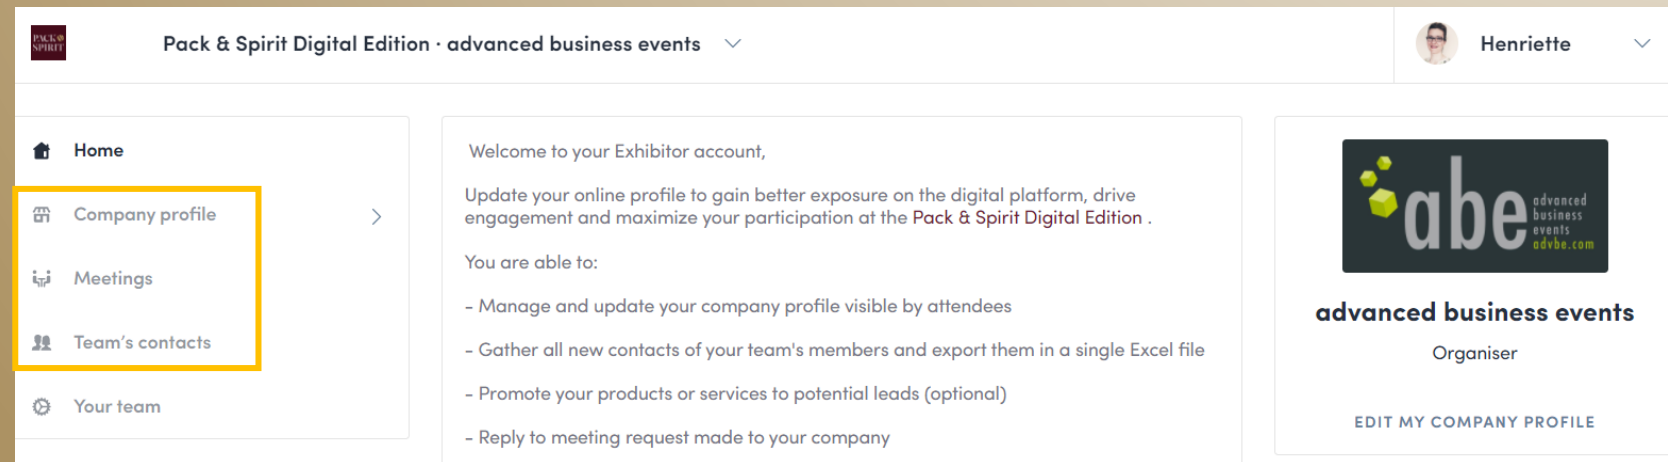 PACK
SPIRIT
Pack & Spirit Digital Edition · advanced business events
Henriette
Home
Company profile
Meetings
Team's contacts
Your team
Welcome to your Exhibitor account,
Update your online profile to gain better exposure on the digital platform, drive
engagement and maximize your participation at the Pack & Spirit Digital Edition .
You are able to:
- Manage and update your company profile visible by attendees
- Gather all new contacts of your team's members and export them in a single Excel file
- Promote your products or services to potential leads (optional)
- Reply to meeting request made to your company
abe
advanced
business
events
advbe.com
advanced business events
Organiser
EDIT MY COMPANY PROFILE